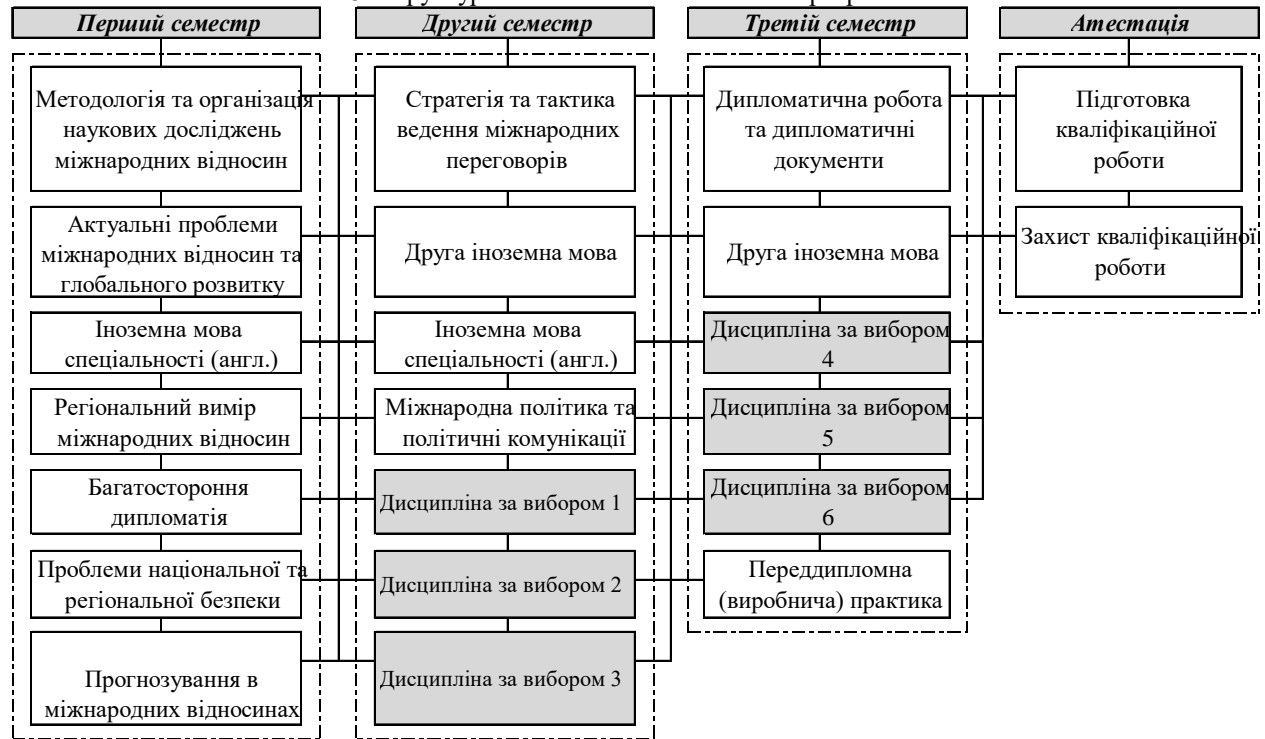 Перший семестр
Методологія та організація
наукових досліджень
міжнародних відносин
Актуальні проблеми
міжнародних відносин та
глобального розвитку
Іноземна мова
спеціальності (англ.)
Регіональний вимір
міжнародних відносин
Багатостороння
дипломатія
Проблеми національної та
регіональної безпеки
Прогнозування в
міжнародних відносинах
Другий семестр
Стратегія та тактика
ведення міжнародних
переговорів
Друга іноземна мова
Іноземна мова
спеціальності (англ.)
Міжнародна політика та
політичні комунікації
Дисципліна за вибором 1
Дисципліна за вибором 2
Дисципліна за вибором 3
Третій семестр
Дипломатична робота
та дипломатичні
документи
Друга іноземна мова
Дисципліна за вибором
4
Дисципліна за вибором
5
Дисципліна за вибором
6
Переддипломна
(виробнича) практика
Атестація
Підготовка
кваліфікаційної
роботи
Захист кваліфікаційної
роботи